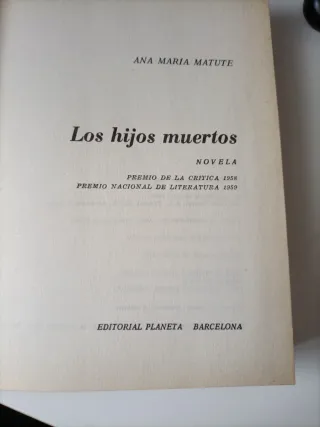 ANA MARIA MATUTE
Los hijos muertos
NOVELA
PREMIO DE LA CRITICA 1958
PREMIO NACIONAL DE LITERATURA 1959
EDITORIAL PLANETA BARCELONA